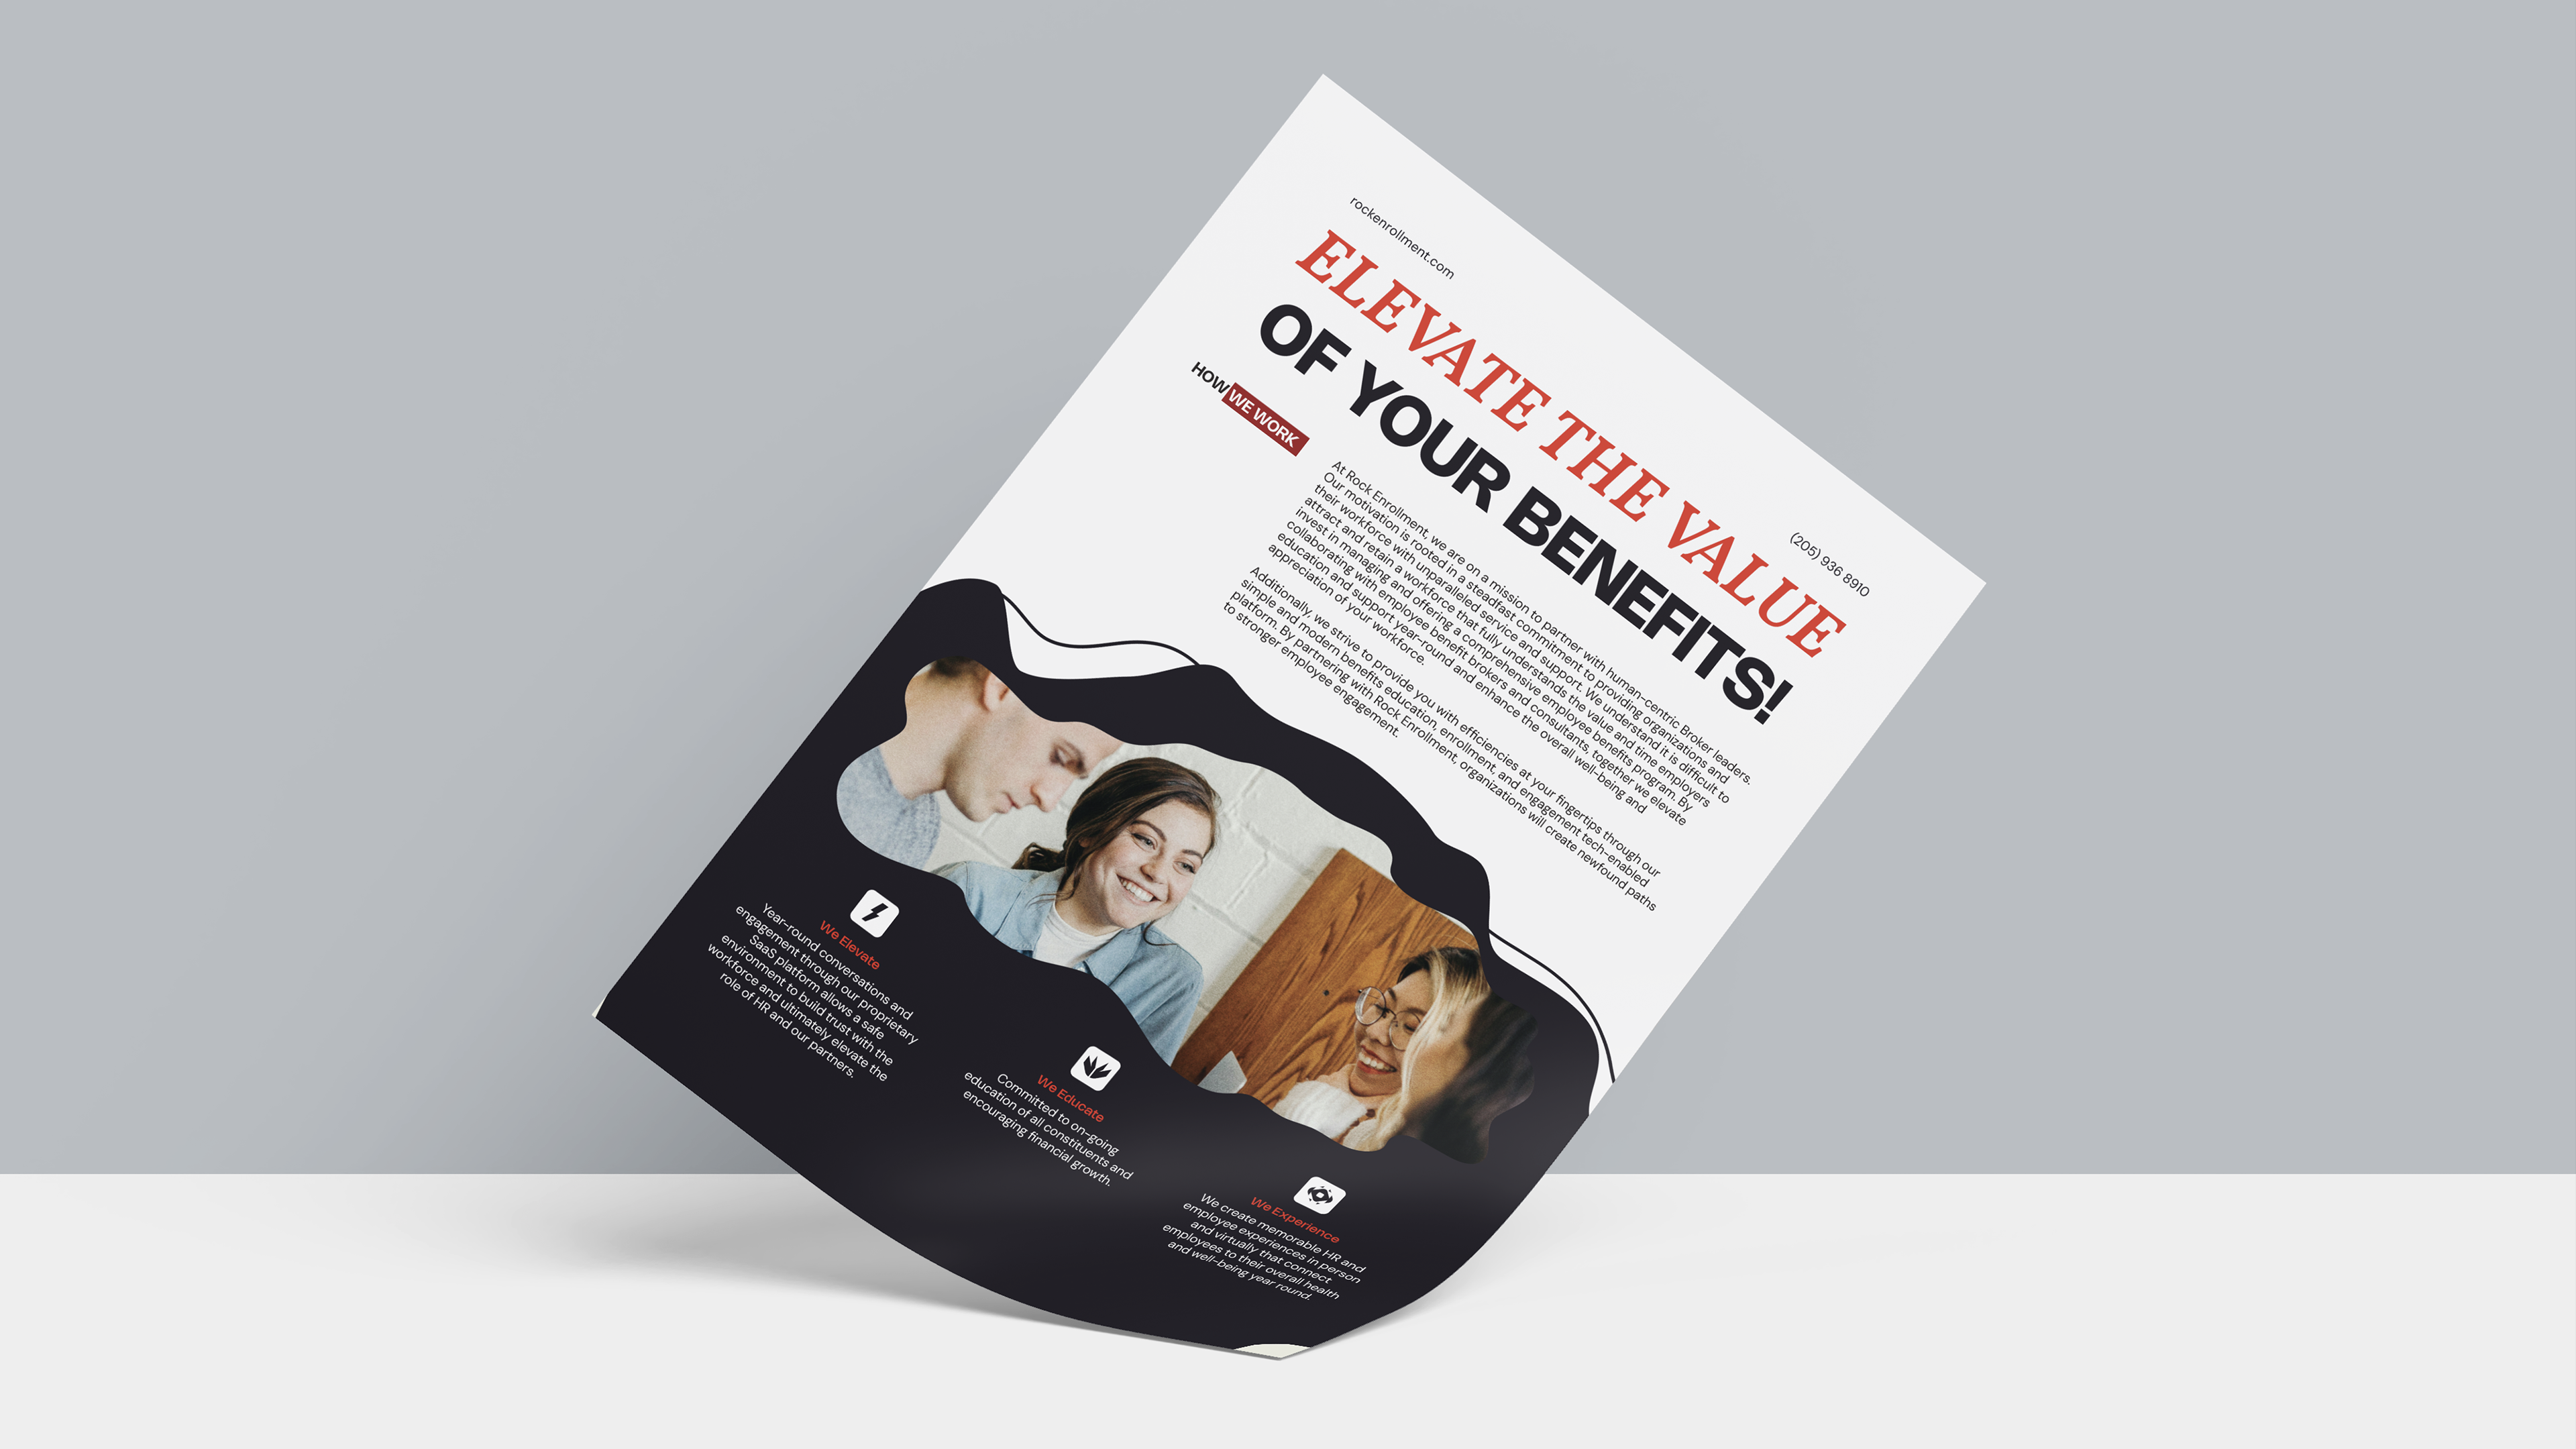 rockenrollment.com
(205) 936 8910
ELEVATE THE VALUE
OF YOUR BENEFITS!
HOW WE WORK
At Rock Enrollment, we are on a mission to partner with human-centric Broker leaders.
Our motivation is rooted in a steadfast commitment to providing organizations and
their workforce with unparalleled service and support. We understand it is difficult to
attract and retain a workforce that fully understands the value and time employers
invest in managing and offering a comprehensive employee benefits program. By
collaborating with employee benefit brokers and consultants, together we elevate
education and support year-round and enhance the overall well-being and
appreciation of your workforce.
Additionally, we strive to provide you with efficiencies at your fingertips through our
simple and modern benefits education, enrollment, and engagement tech-enabled
platform. By partnering with Rock Enrollment, organizations will create newfound paths
to stronger employee engagement.
We Elevate
Year-round conversations and
engagement through our proprietary
SaaS platform allows a safe
environment to build trust with the
workforce and ultimately elevate the
role of HR and our partners.
We Educate
Committed to on-going
education of all constituents and
encouraging financial growth.
We Experience
We create memorable HR and
employee experiences in person
and virtually that connect
employees to their overall health
and well-being year round.